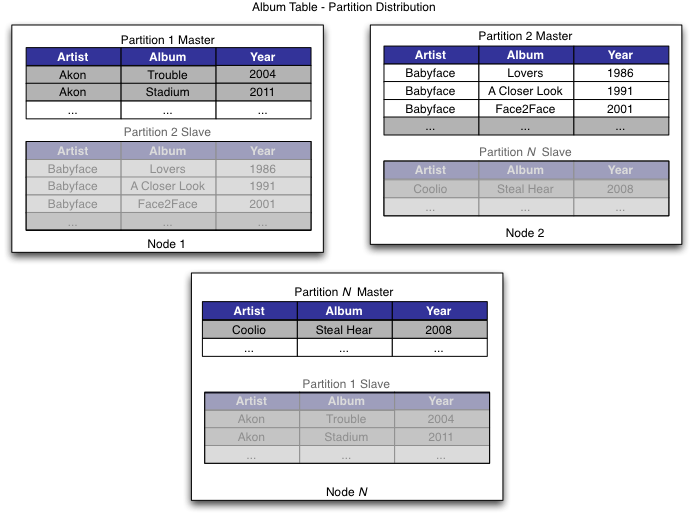 Album Table - Partition Distribution
Partition 1 Master
Artist Album Year
Akon Trouble 2004
Akon Stadium 2011
... ... ...
Partition 2 Slave
Artist Album Year
Babyface Lovers 1986
Babyface A Closer Look 1991
Babyface Face2Face 2001
... ... ...
Node 1
Partition 2 Master
Artist Album Year
Babyface Lovers 1986
Babyface A Closer Look 1991
Babyface Face2Face 2001
... ... ...
Partition N Slave
Coolio Steal Hear 2008
... ... ...
Node 2
Partition N Master
Artist Album Year
Coolio Steal Hear 2008
... ... ...
Partition 1 Slave
Artist Album Year
Akon Trouble 2004
Akon Stadium 2011
... ... ...
Node N